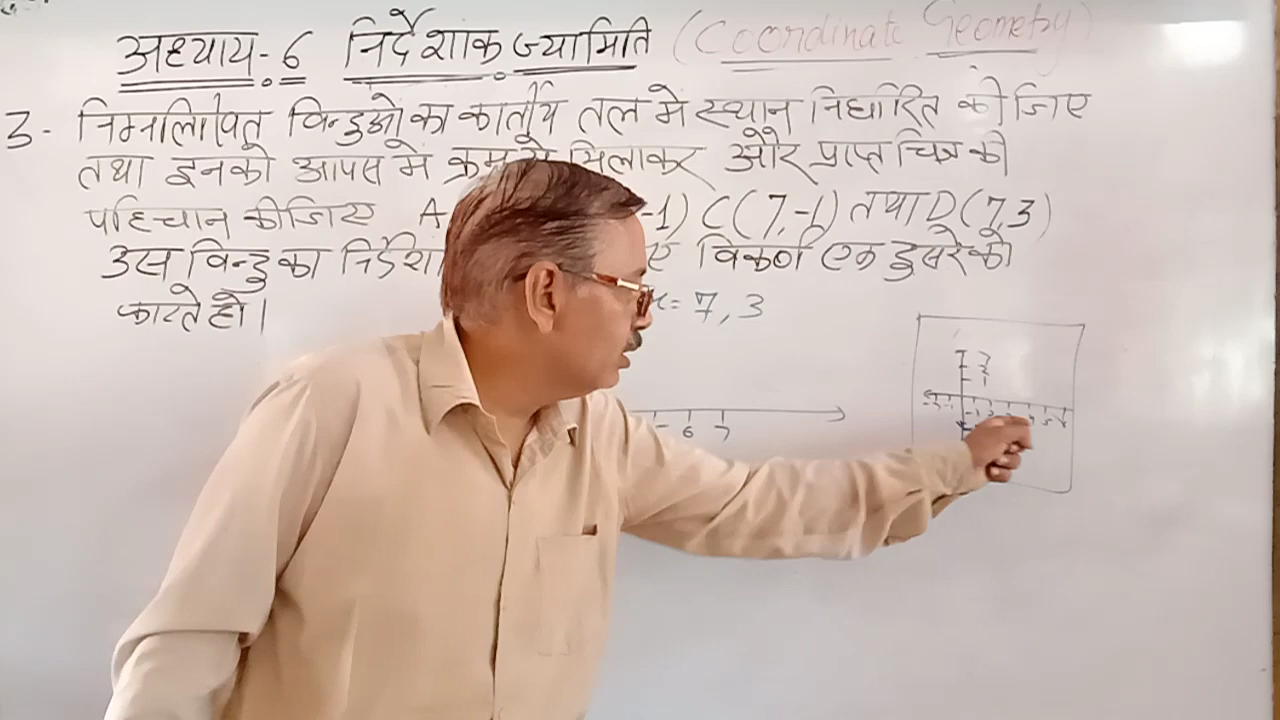 अध्याय-6 निर्देशांक ज्यामिति (Coordinate Geometry)
3- निम्नलिखित विन्दुओं का कार्तीय तल में स्थान निर्धारित कीजिए
तथा इनको आपस में क्रम से मिलाकर और प्राप्त चित्र की
पहिचान कीजिए A -1) C(7,-1) तथा D(7,3)
उस विन्दु का विकर्ण एक दुसरे को
काटते हो।
= 7, 3
6 7